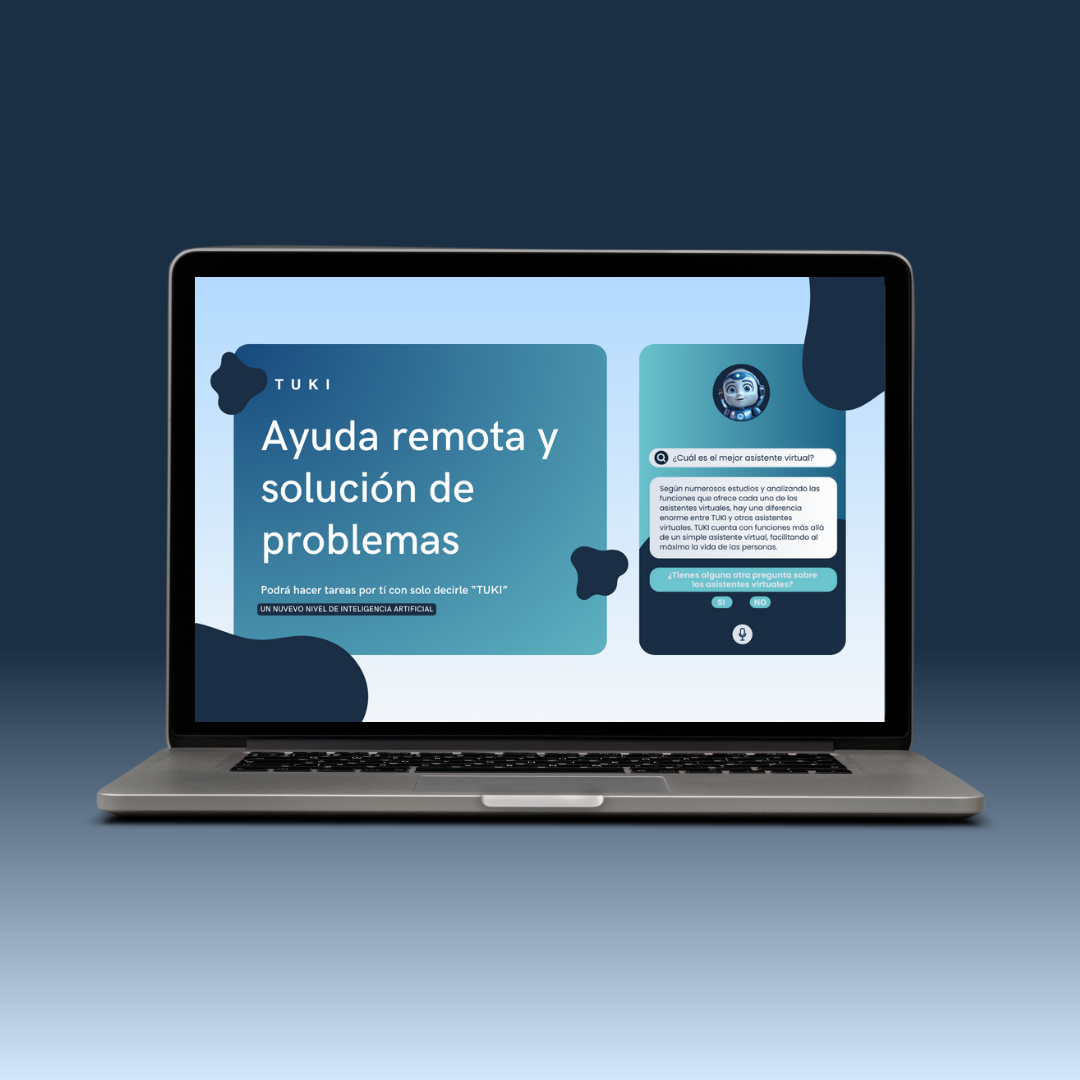 TUKI
Ayuda remota y
solución de
problemas
Podrá hacer tareas por tí con solo decirle “TUKI”
UN NUVEVO NIVEL DE INTELIGENCIA ARTIFICIAL
¿Cuál es el mejor asistente virtual?
Según numerosos estudios y analizando las
funciones que ofrece cada uno de los
asistentes virtuales, hay una diferencia
enorme entre TUKI y otros asistentes
virtuales. TUKI cuenta con funciones más allá
de un simple asistente virtual, facilitando al
máximo la vida de las personas.
¿Tienes alguna otra pregunta sobre
los asistentes virtuales?
SI
NO